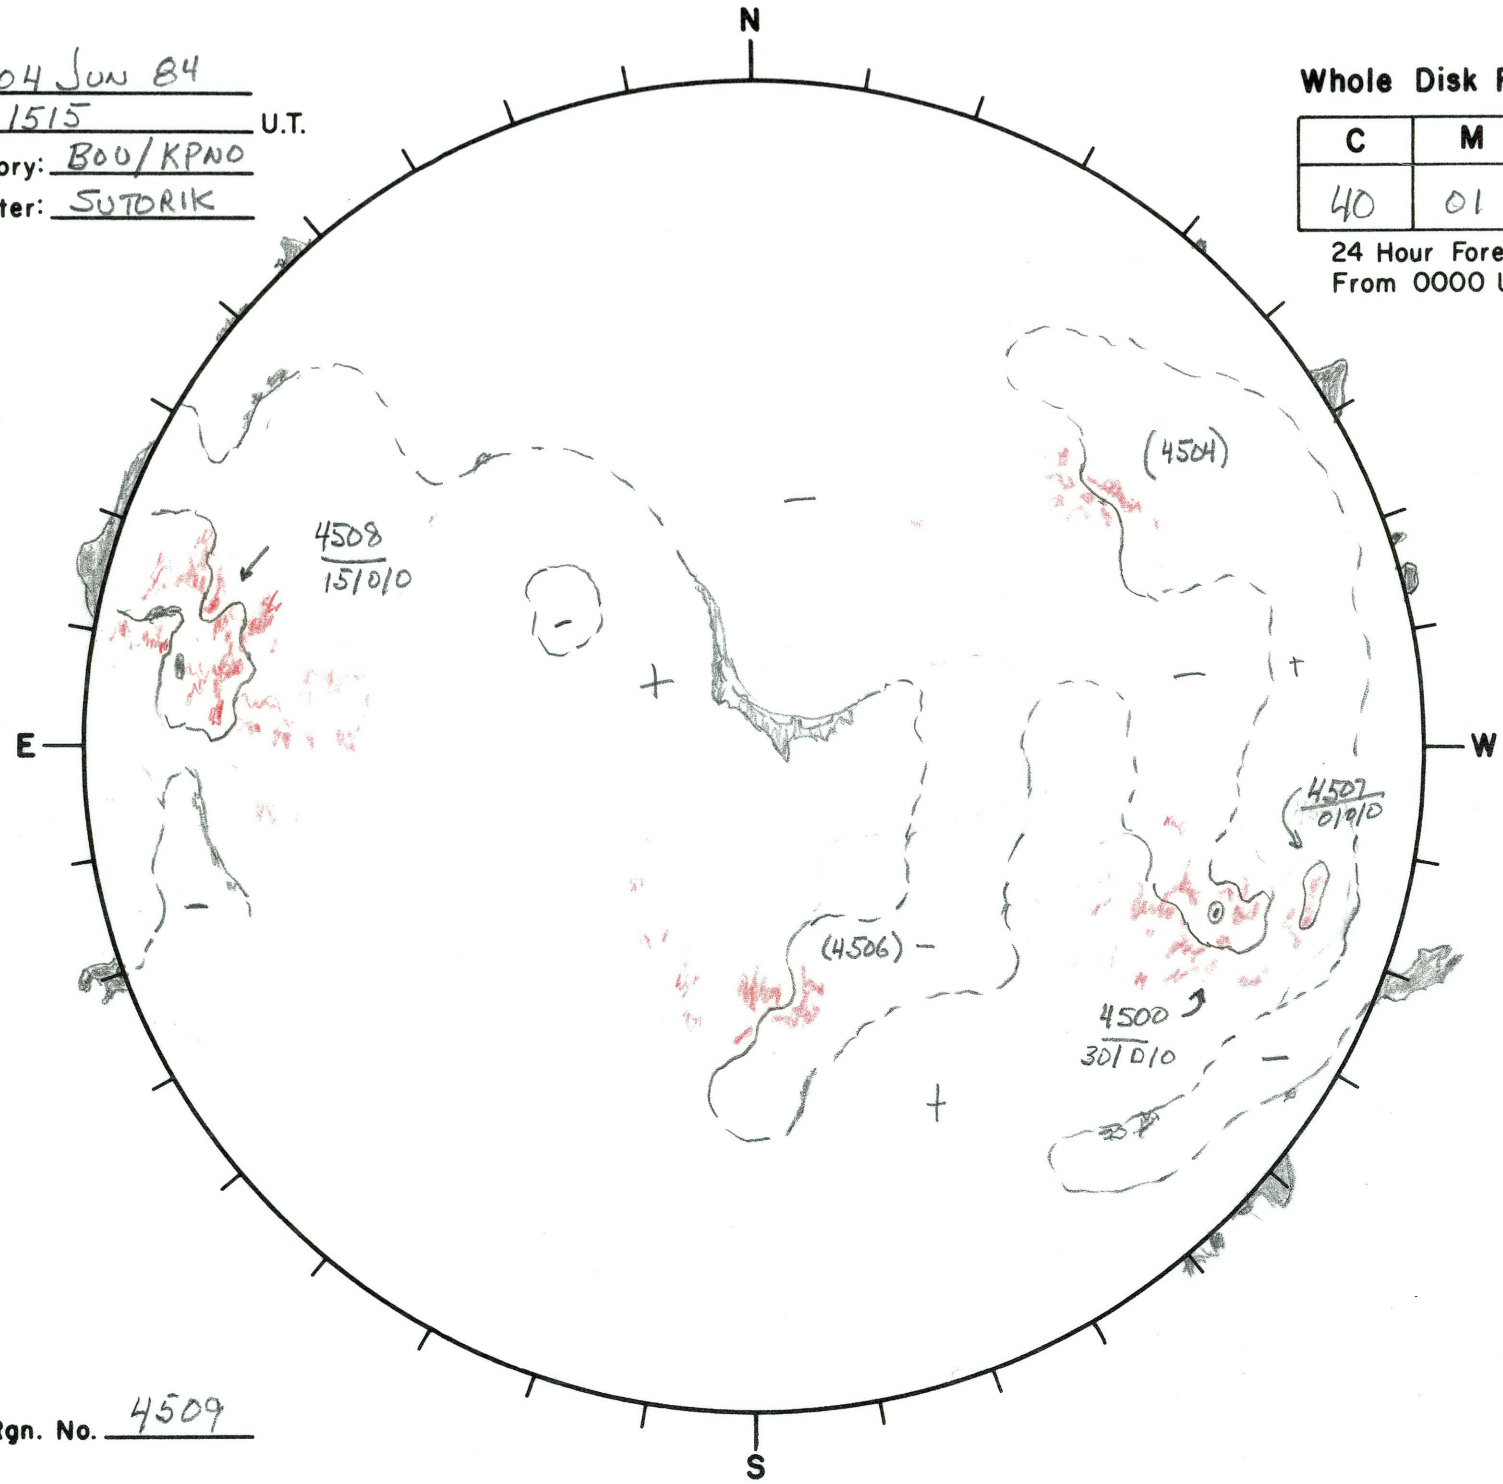 N
04 JUN 84
1515 U.T.
ory: BOU/KPNO
ter: SUTORIK
Whole Disk F
C M
40 01
24 Hour Fore
From 0000 U
(4504)
4508
15/0/0
−
−
+
− +
E W
4507
0/0/0
−
(4506) −
4500
30/0/0
−
+
Rgn. No. 4509
S